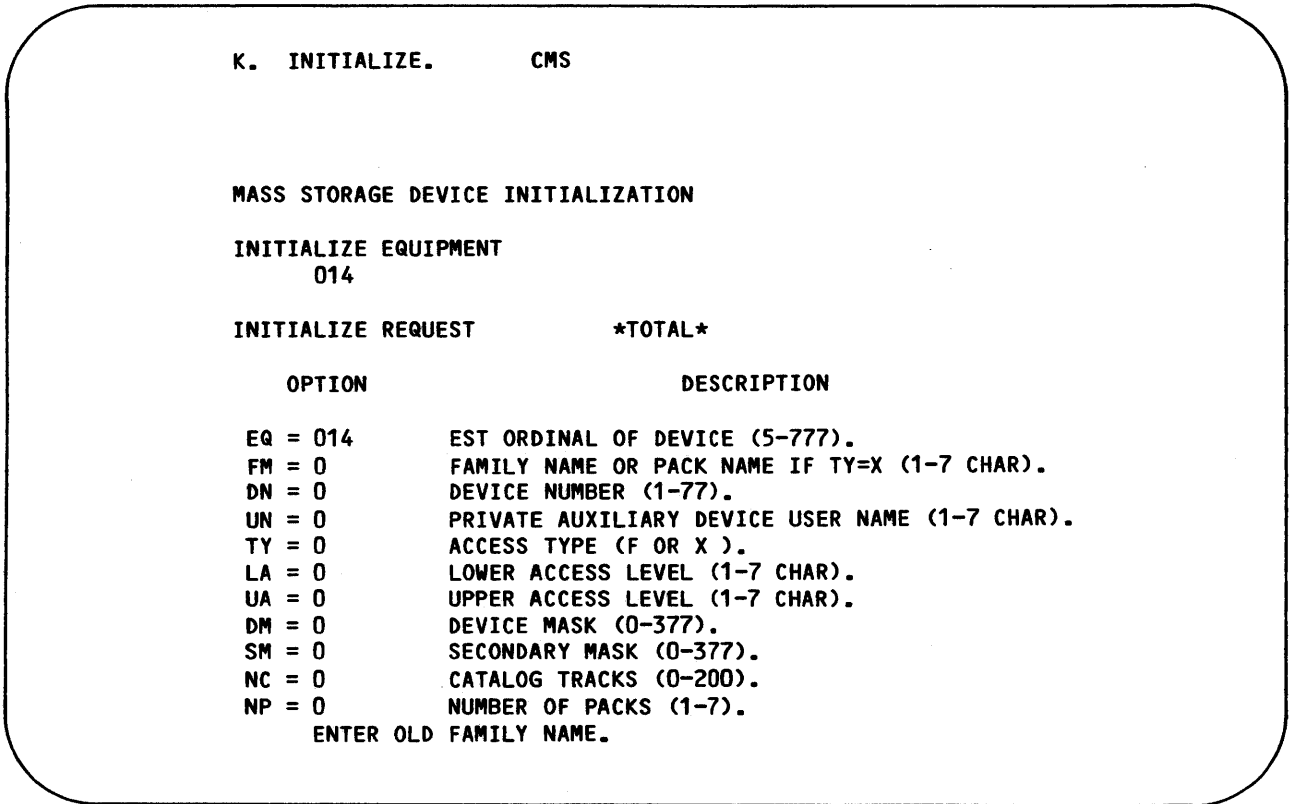 K. INITIALIZE. CMS
MASS STORAGE DEVICE INITIALIZATION
INITIALIZE EQUIPMENT
014
INITIALIZE REQUEST *TOTAL*
OPTION DESCRIPTION
EQ = 014 EST ORDINAL OF DEVICE (5-777).
FM = 0 FAMILY NAME OR PACK NAME IF TY=X (1-7 CHAR).
DN = 0 DEVICE NUMBER (1-77).
UN = 0 PRIVATE AUXILIARY DEVICE USER NAME (1-7 CHAR).
TY = 0 ACCESS TYPE (F OR X ).
LA = 0 LOWER ACCESS LEVEL (1-7 CHAR).
UA = 0 UPPER ACCESS LEVEL (1-7 CHAR).
DM = 0 DEVICE MASK (0-377).
SM = 0 SECONDARY MASK (0-377).
NC = 0 CATALOG TRACKS (0-200).
NP = 0 NUMBER OF PACKS (1-7).
ENTER OLD FAMILY NAME.